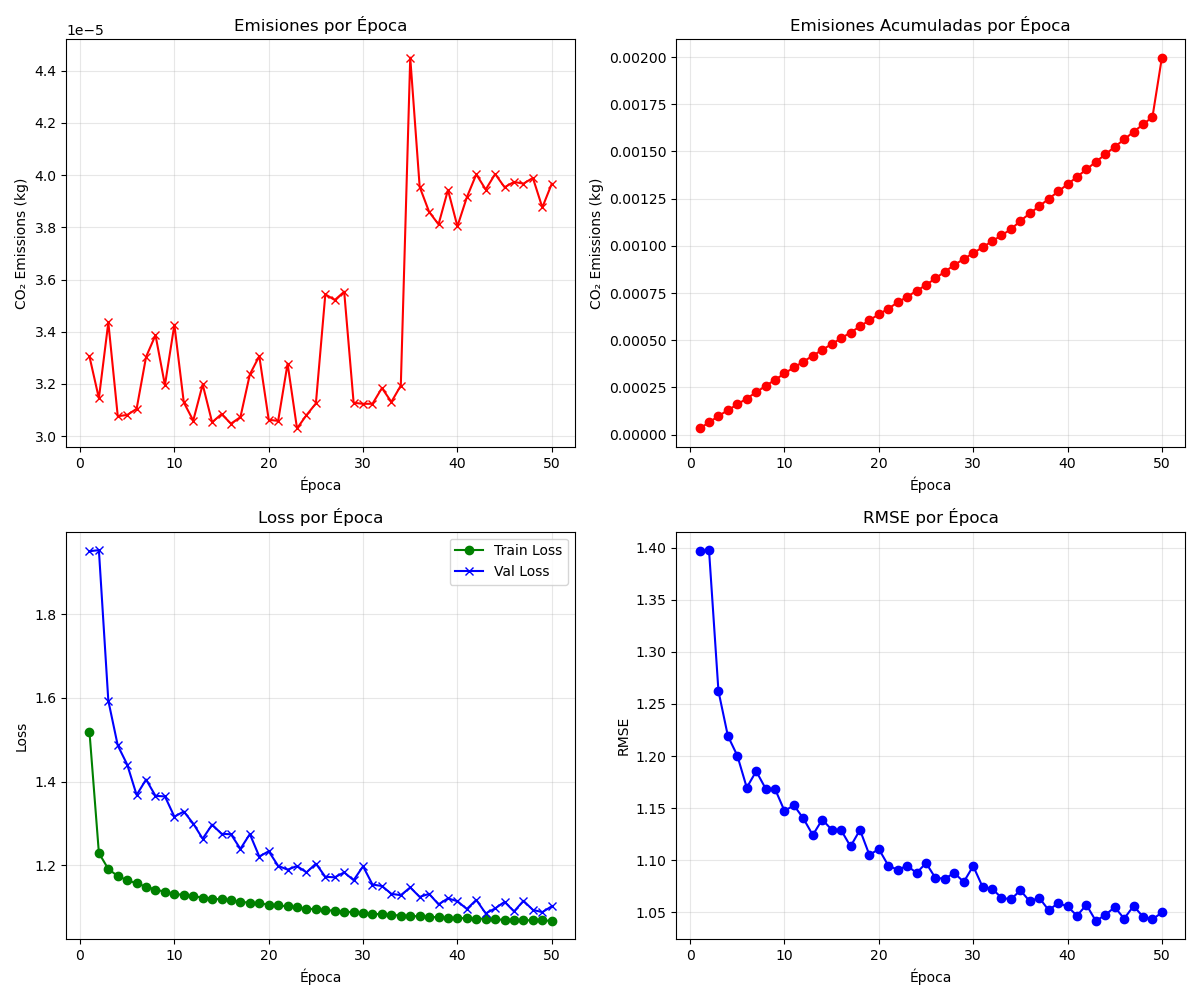 Emisiones por Época
1e−5
4.4
4.2
4.0
3.8
3.6
3.4
3.2
3.0
CO₂ Emissions (kg)
0 10 20 30 40 50
Época
Emisiones Acumuladas por Época
0.00200
0.00175
0.00150
0.00125
0.00100
0.00075
0.00050
0.00025
0.00000
CO₂ Emissions (kg)
0 10 20 30 40 50
Época
Loss por Época
Train Loss
Val Loss
1.8
1.6
1.4
1.2
Loss
0 10 20 30 40 50
Época
RMSE por Época
1.40
1.35
1.30
1.25
1.20
1.15
1.10
1.05
RMSE
0 10 20 30 40 50
Época